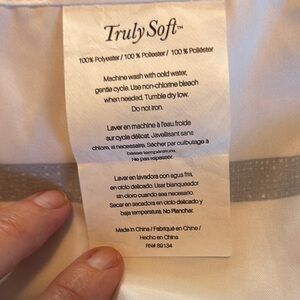 Truly Soft™
100% Polyester / 100 % Poliester / 100 % Poliéster
Machine wash with cold water,
gentle cycle. Use non-chlorine bleach
when needed. Tumble dry low.
Do not iron.
Laver en machine à l'eau froide
sur cycle délicat. Javellisant sans
chlore, si nécessaire. Sécher par culbutage à
basse température.
Ne pas repasser.
Lavar en lavadora con agua fria,
en ciclo delicado. Usar blanqueador
sin cloro cuando sea necesario.
Secar en secadora en ciclo delicado y
baja temperatura. No Planchar.
Made in China / Fabriqué en Chine /
Hecho en China
RN# 89134